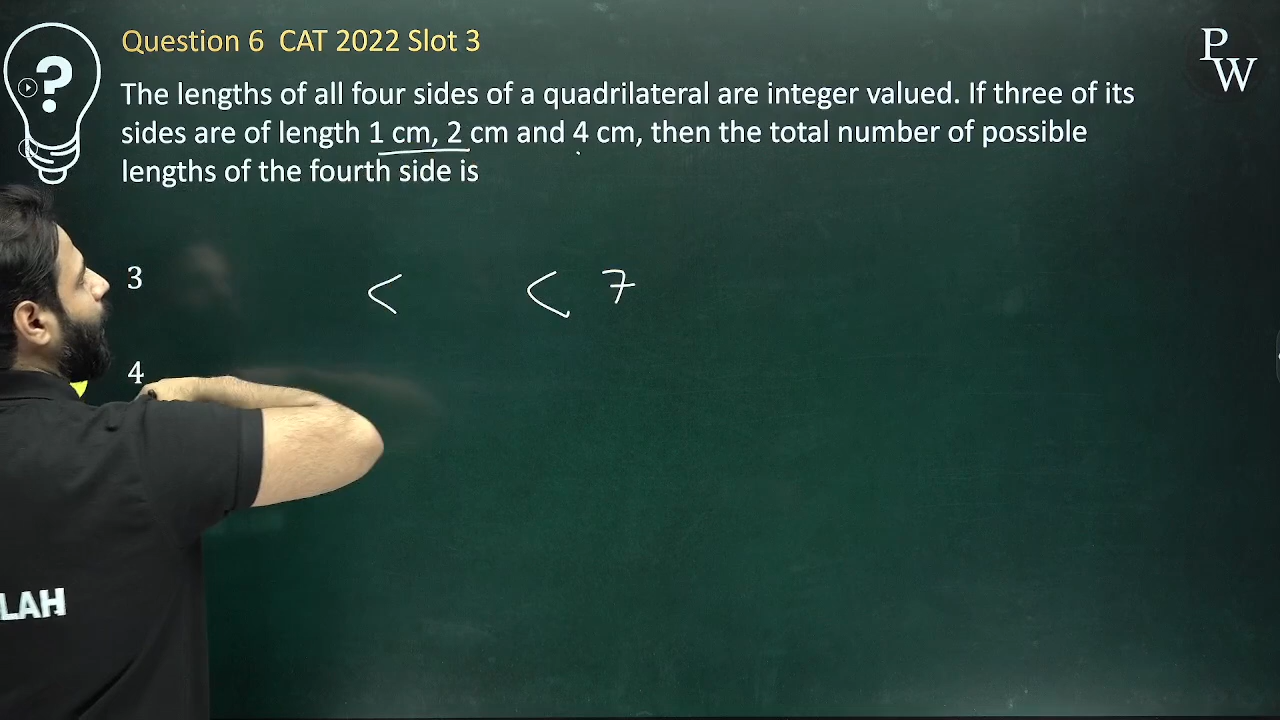 Question 6 CAT 2022 Slot 3
P
W
The lengths of all four sides of a quadrilateral are integer valued. If three of its
sides are of length 1 cm, 2 cm and 4 cm, then the total number of possible
lengths of the fourth side is
3
< < 7
4
LAH